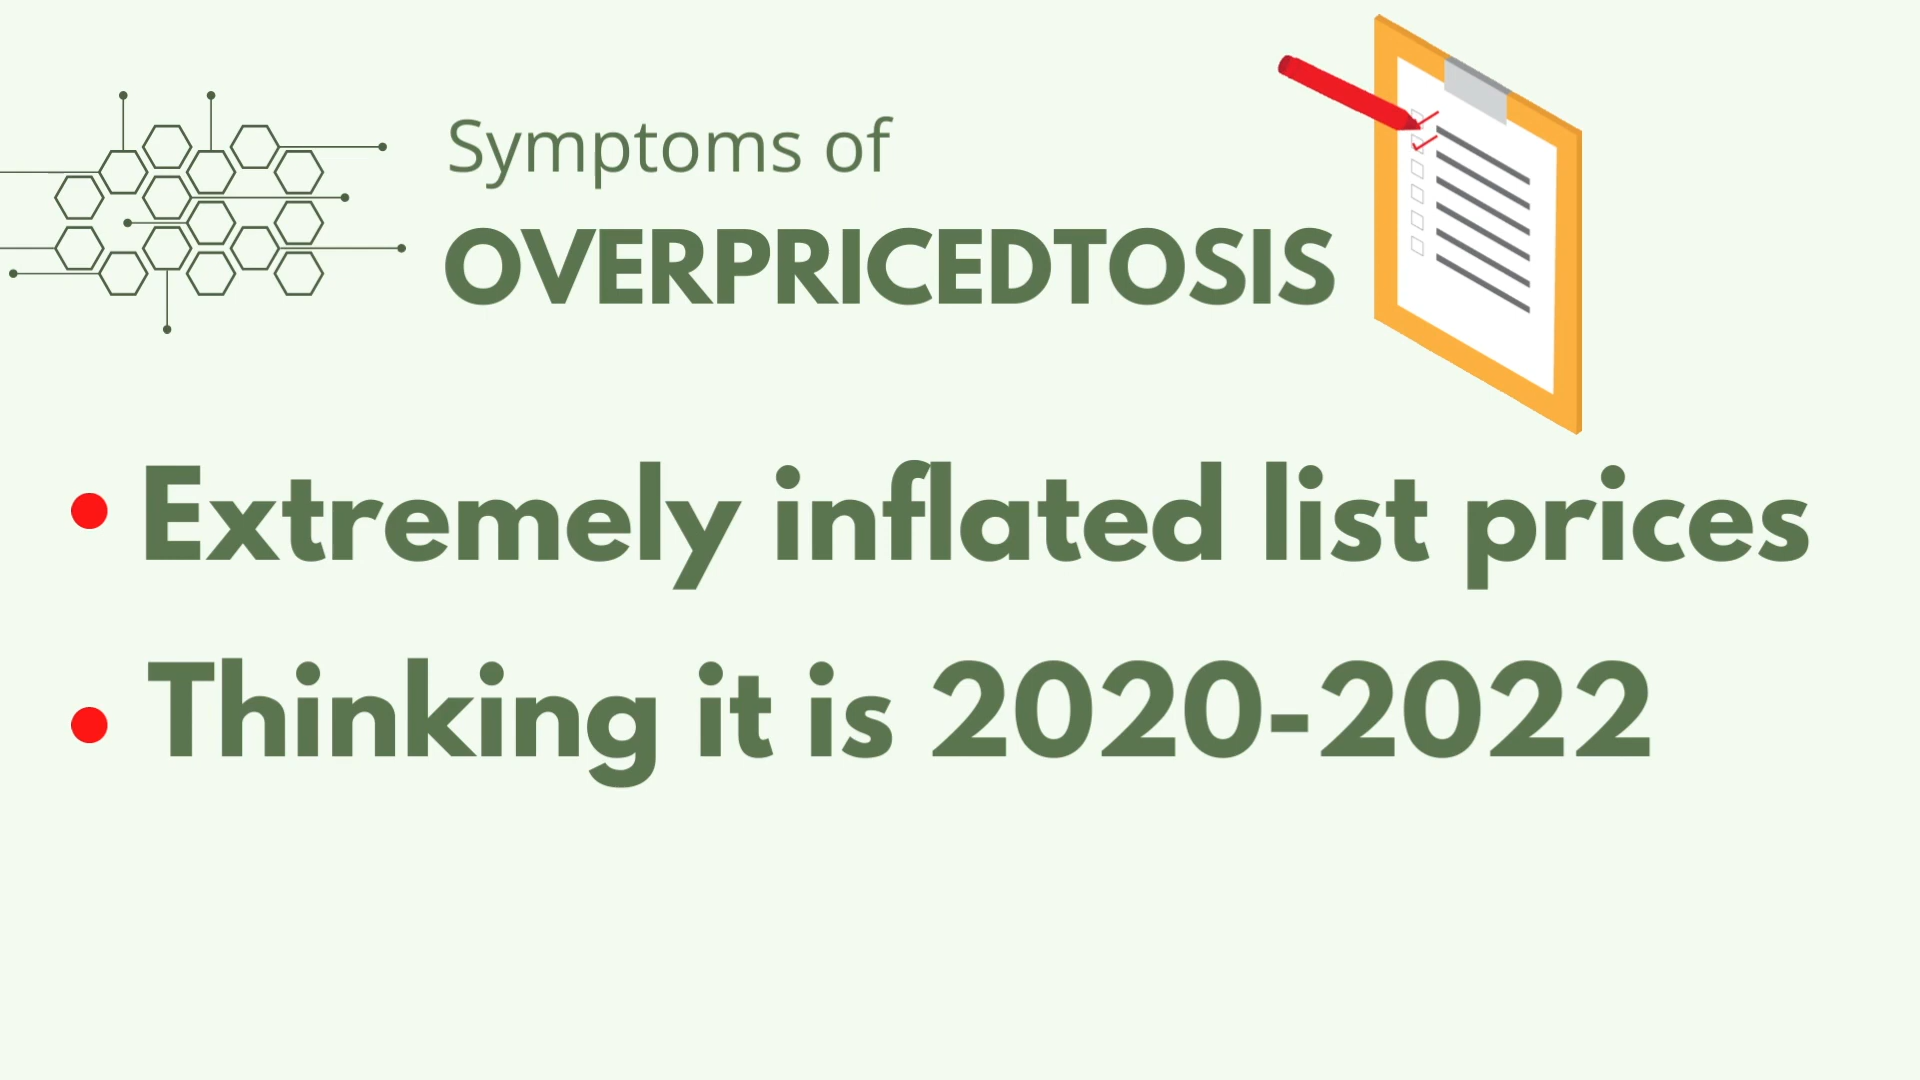 Symptoms of
OVERPRICEDTOSIS
Extremely inflated list prices
Thinking it is 2020-2022